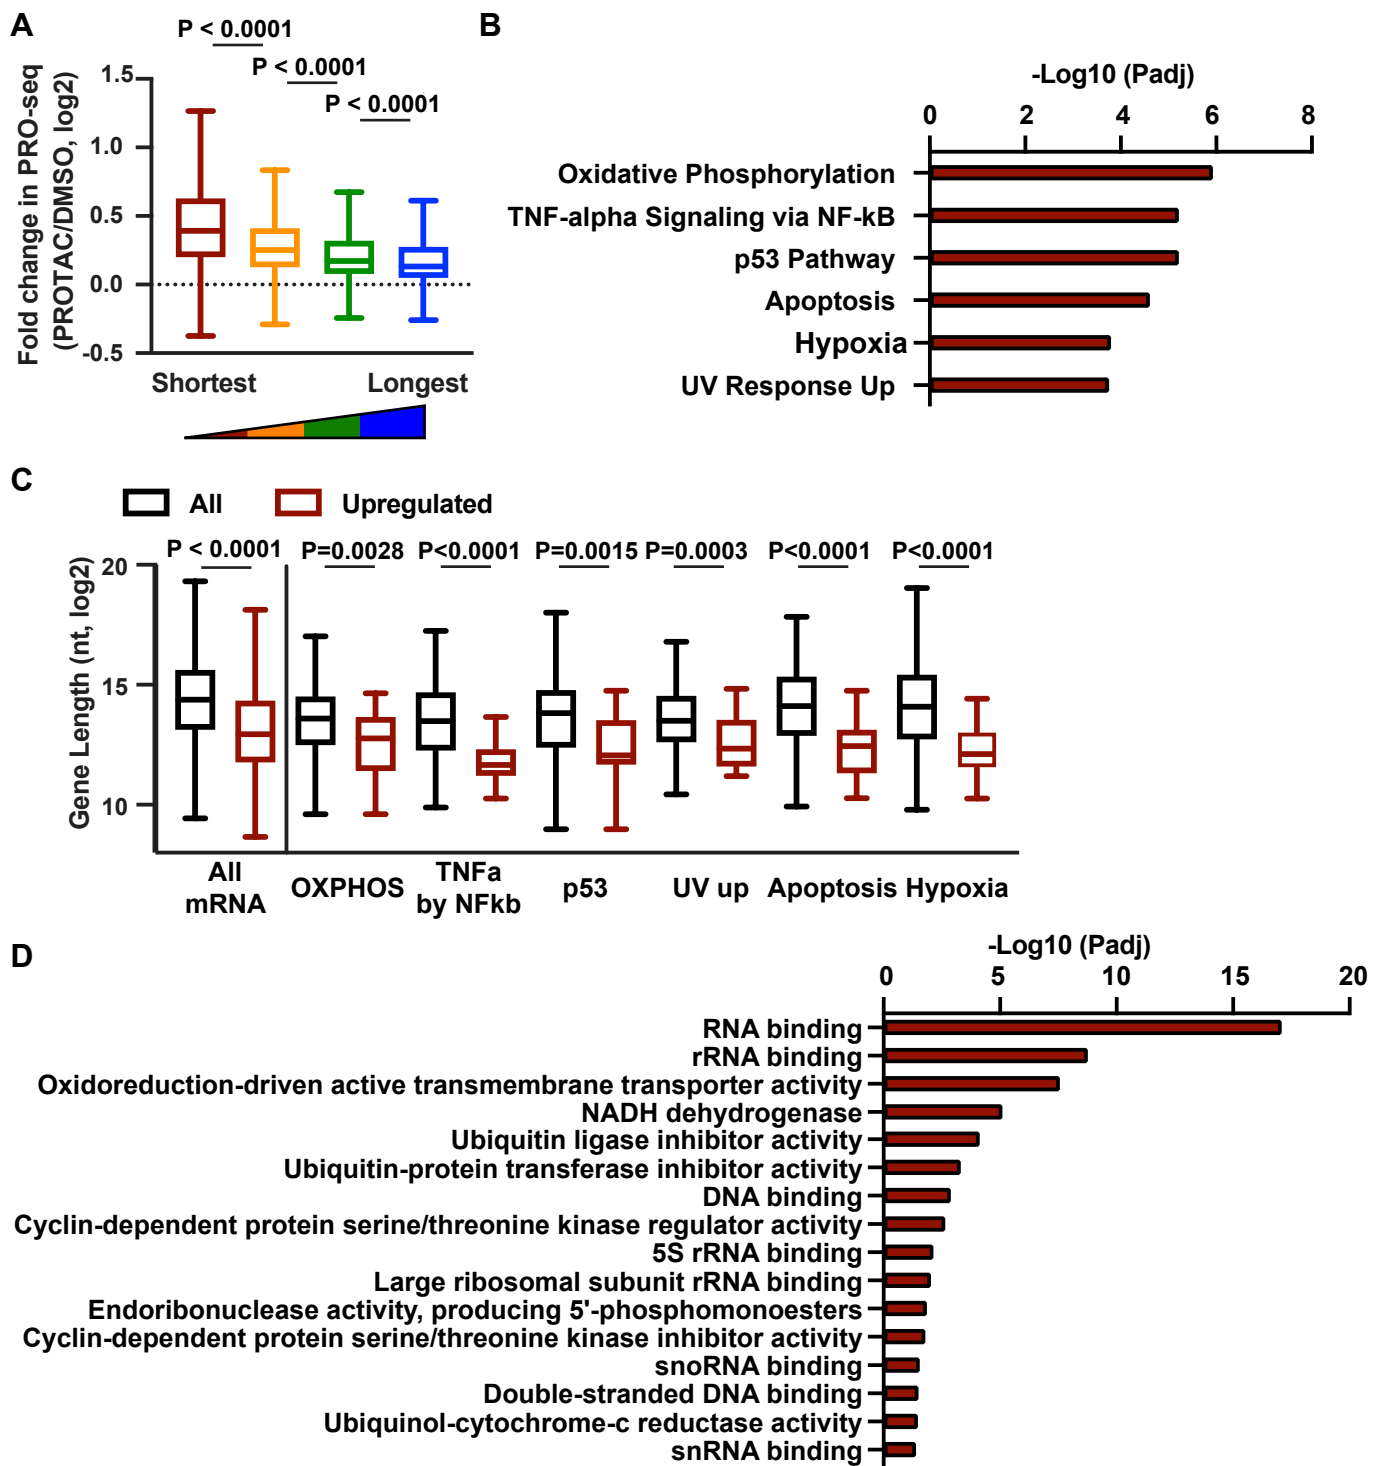 A
P < 0.0001
P < 0.0001
P < 0.0001
Fold change in PRO-seq
(PROTAC/DMSO, log2)
1.5
1.0
0.5
0.0
-0.5
Shortest
Longest
B
-Log10 (Padj)
0 2 4 6 8
Oxidative Phosphorylation
TNF-alpha Signaling via NF-kB
p53 Pathway
Apoptosis
Hypoxia
UV Response Up
C
All
Upregulated
P < 0.0001 P=0.0028 P<0.0001 P=0.0015 P=0.0003 P<0.0001 P<0.0001
Gene Length (nt, log2)
20
15
10
All
mRNA
OXPHOS
TNFa
by NFkb
p53
UV up
Apoptosis
Hypoxia
D
-Log10 (Padj)
0 5 10 15 20
RNA binding
rRNA binding
Oxidoreduction-driven active transmembrane transporter activity
NADH dehydrogenase
Ubiquitin ligase inhibitor activity
Ubiquitin-protein transferase inhibitor activity
DNA binding
Cyclin-dependent protein serine/threonine kinase regulator activity
5S rRNA binding
Large ribosomal subunit rRNA binding
Endoribonuclease activity, producing 5'-phosphomonoesters
Cyclin-dependent protein serine/threonine kinase inhibitor activity
snoRNA binding
Double-stranded DNA binding
Ubiquinol-cytochrome-c reductase activity
snRNA binding